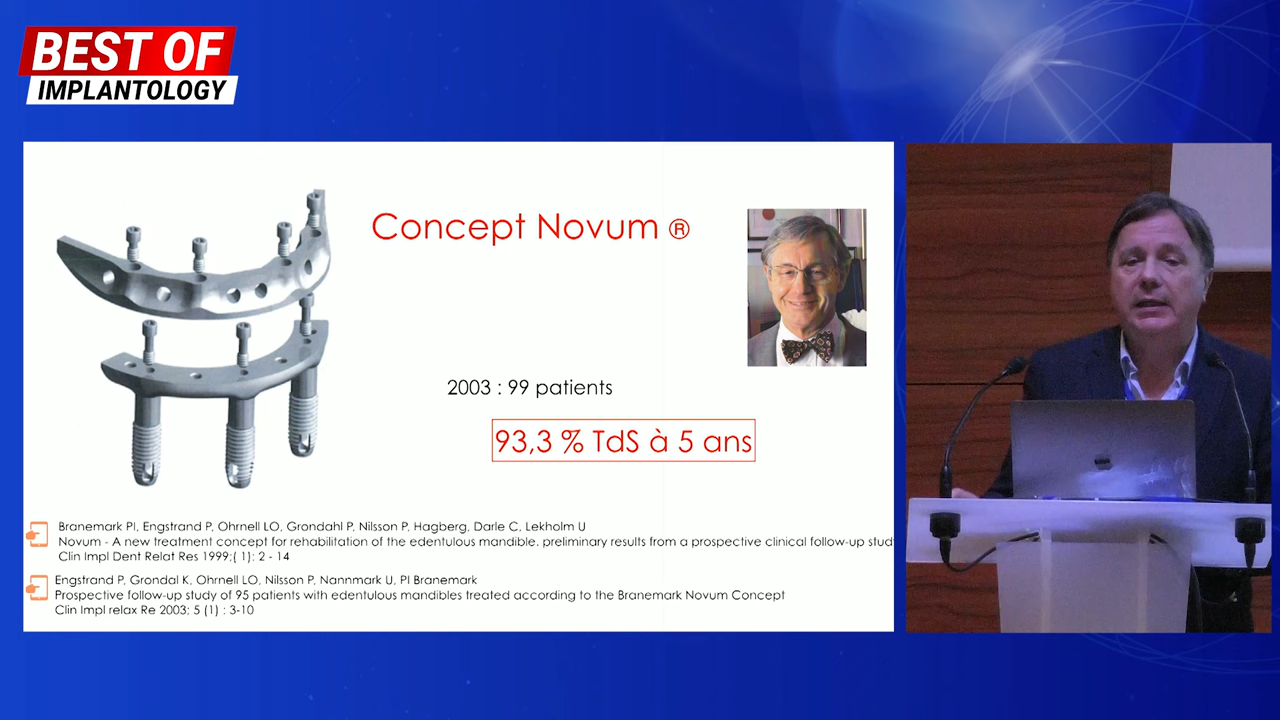 BEST OF
IMPLANTOLOGY
Concept Novum ®
2003 : 99 patients
93,3 % TdS à 5 ans
Branemark PI, Engstrand P, Ohrnell LO, Grondahl P, Nilsson P, Hagberg, Darle C, Lekholm U
Novum - A new treatment concept for rehabilitation of the edentulous mandible. preliminary results from a prospective clinical follow-up stud
Clin Impl Dent Relat Res 1999;( 1): 2 - 14
Engstrand P, Grondal K, Ohrnell LO, Nilsson P, Nannmark U, PI Branemark
Prospective follow-up study of 95 patients with edentulous mandibles treated according to the Branemark Novum Concept
Clin Impl relax Re 2003; 5 (1) : 3-10